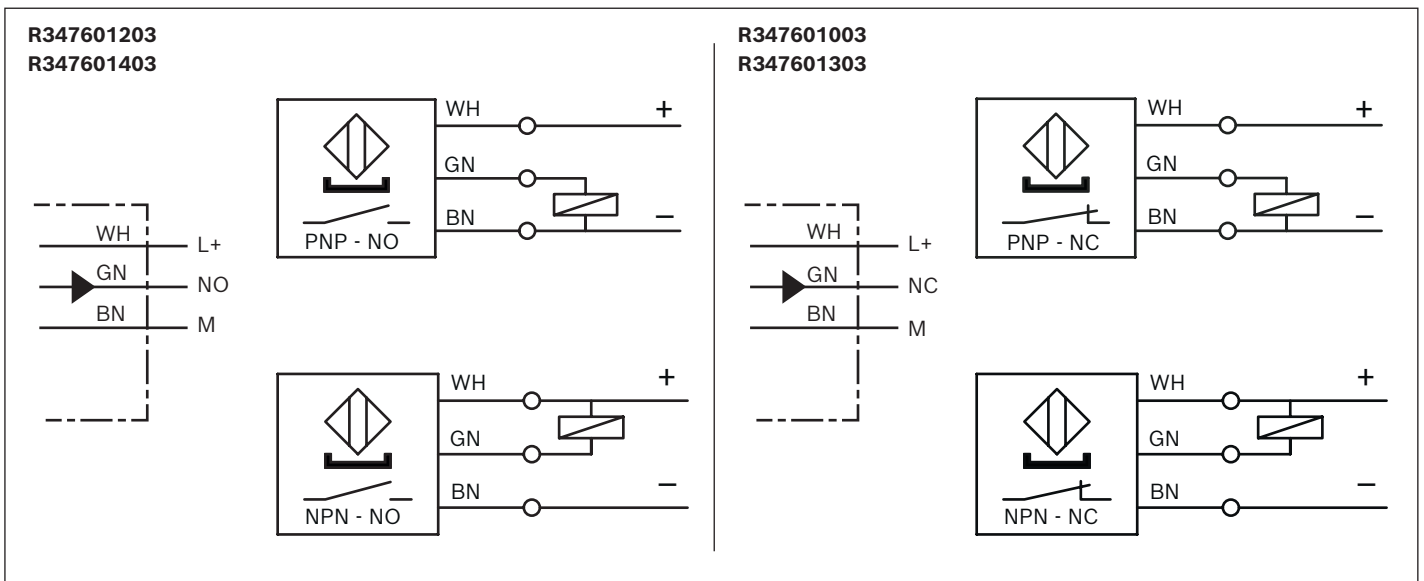 R347601203
R347601403
WH
+
GN
BN
–
PNP - NO
WH
L+
GN
NO
BN
M
WH
+
GN
BN
–
NPN - NO
R347601003
R347601303
WH
+
GN
BN
–
PNP - NC
WH
L+
GN
NC
BN
M
WH
+
GN
BN
–
NPN - NC